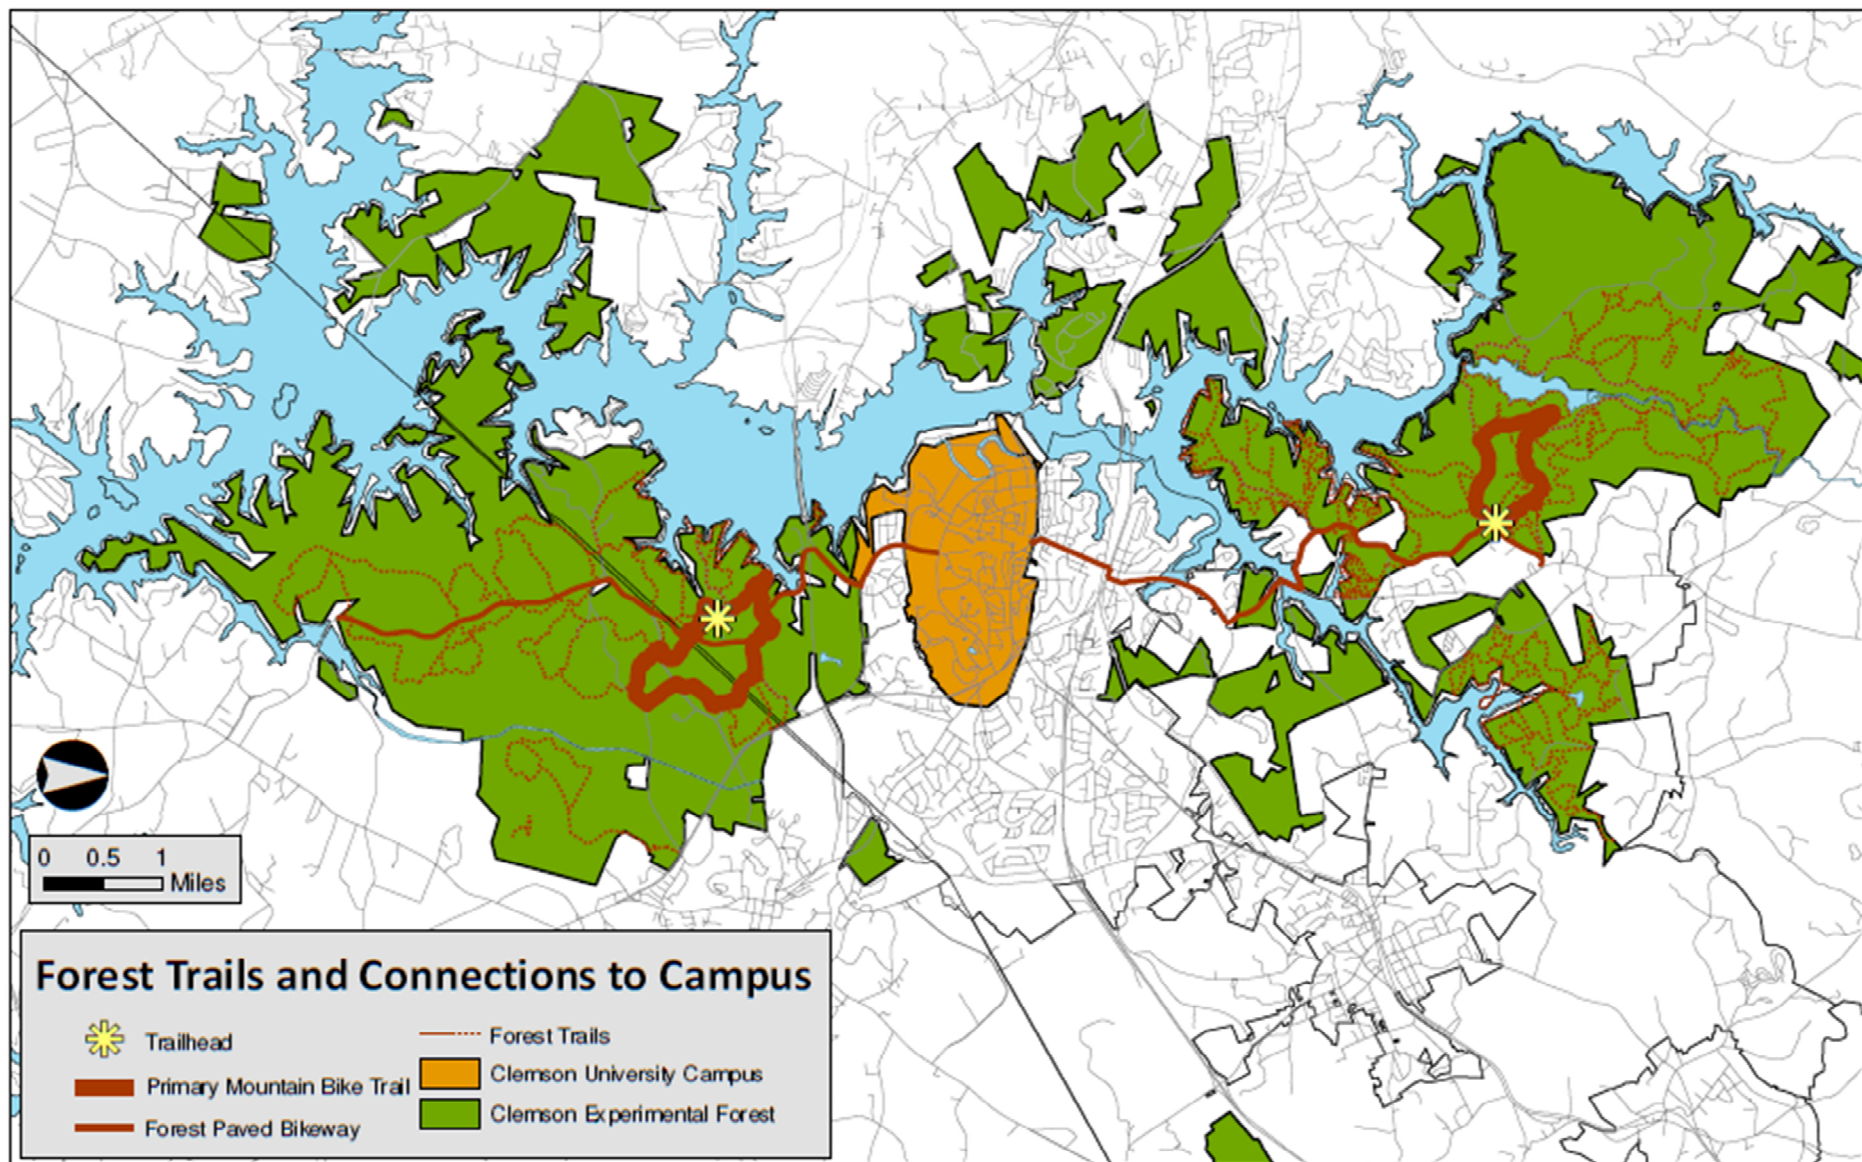 0 0.5 1
Miles
Forest Trails and Connections to Campus
Trailhead
Primary Mountain Bike Trail
Forest Paved Bikeway
Forest Trails
Clemson University Campus
Clemson Experimental Forest